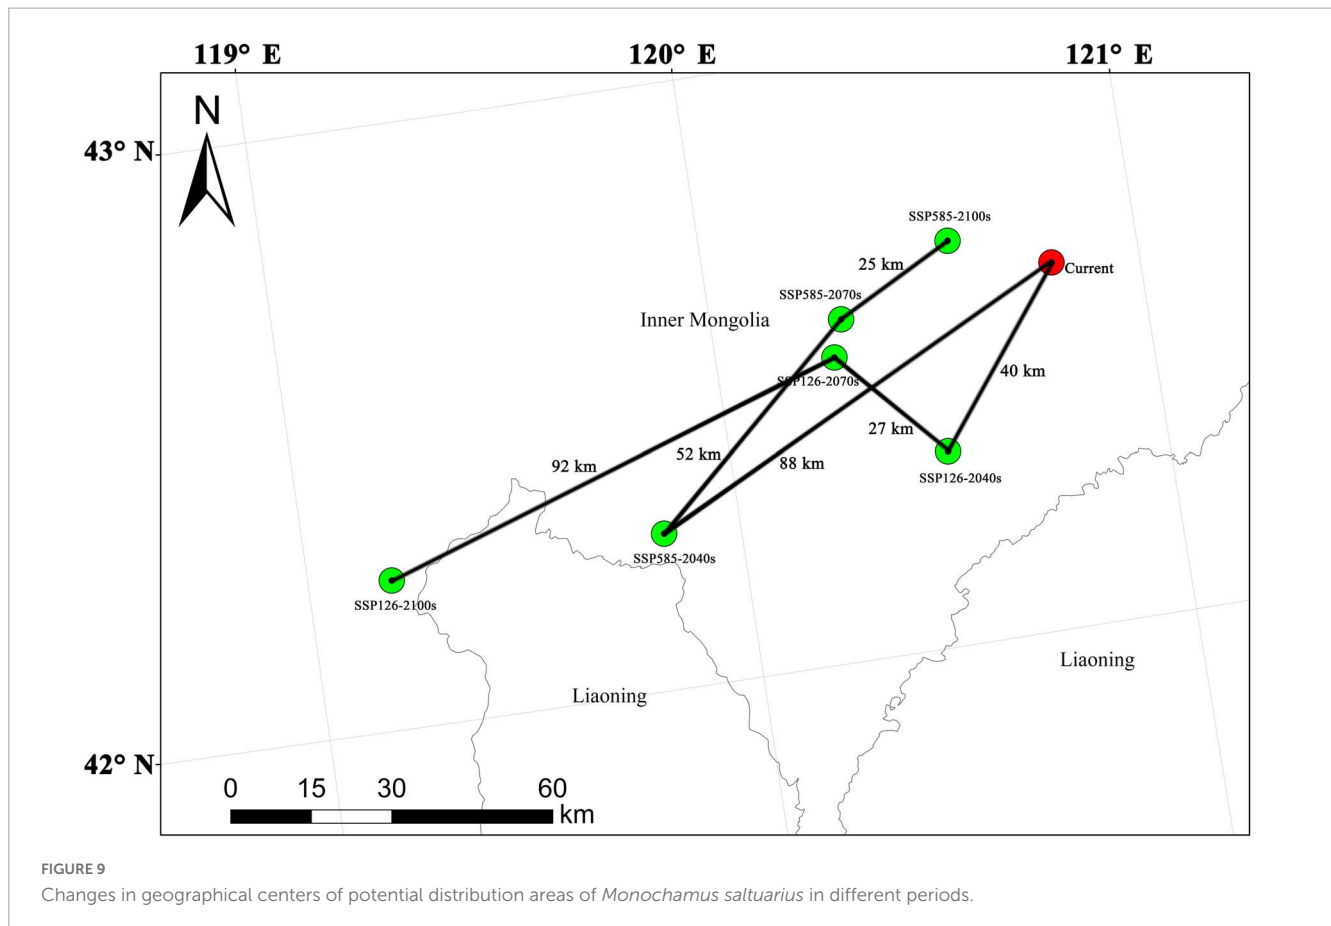 119° E
120° E
121° E
N
43° N
SSP585-2100s
25 km
Current
SSP585-2070s
Inner Mongolia
SSP126-2070s
40 km
27 km
52 km
88 km
92 km
SSP126-2040s
SSP585-2040s
SSP126-2100s
Liaoning
Liaoning
42° N
0 15 30 60
km
FIGURE 9
Changes in geographical centers of potential distribution areas of Monochamus saltuarius in different periods.